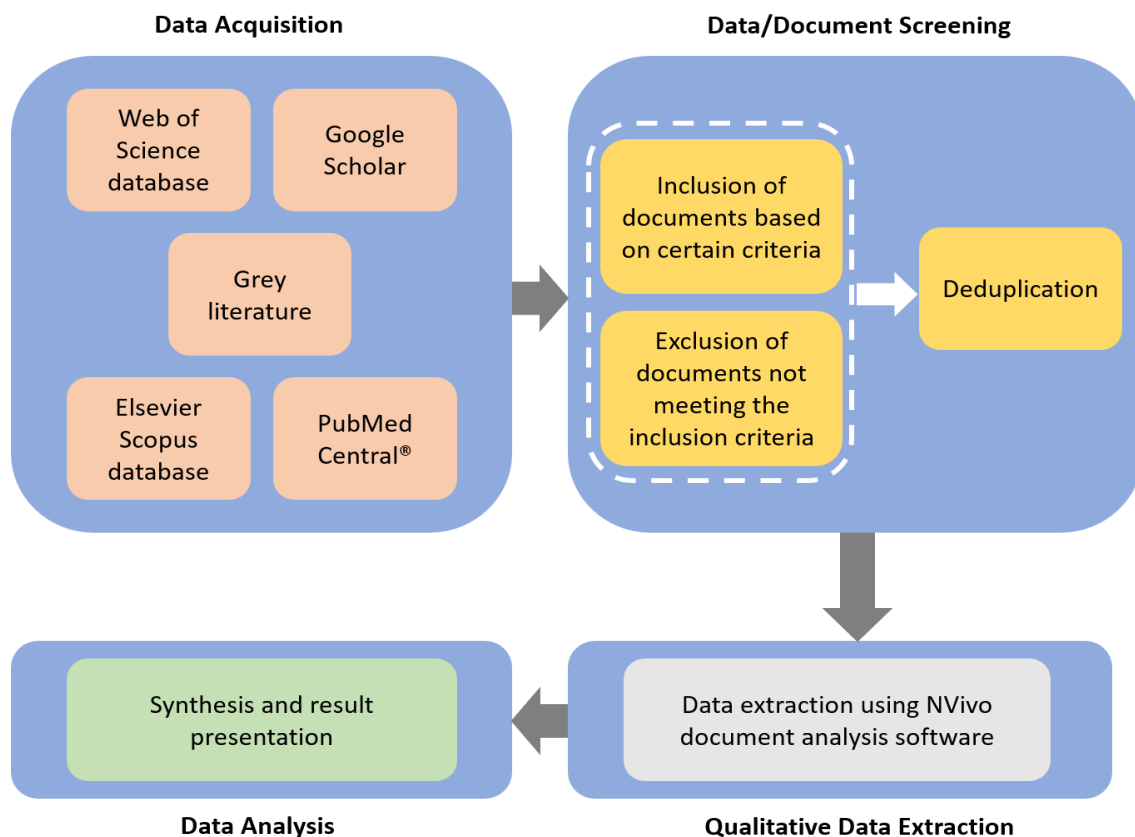 Data Acquisition
Web of
Science
database
Google
Scholar
Grey
literature
Elsevier
Scopus
database
PubMed
Central®
Data/Document Screening
Inclusion of
documents based
on certain criteria
Exclusion of
documents not
meeting the
inclusion criteria
Deduplication
Data extraction using NVivo
document analysis software
Qualitative Data Extraction
Synthesis and result
presentation
Data Analysis